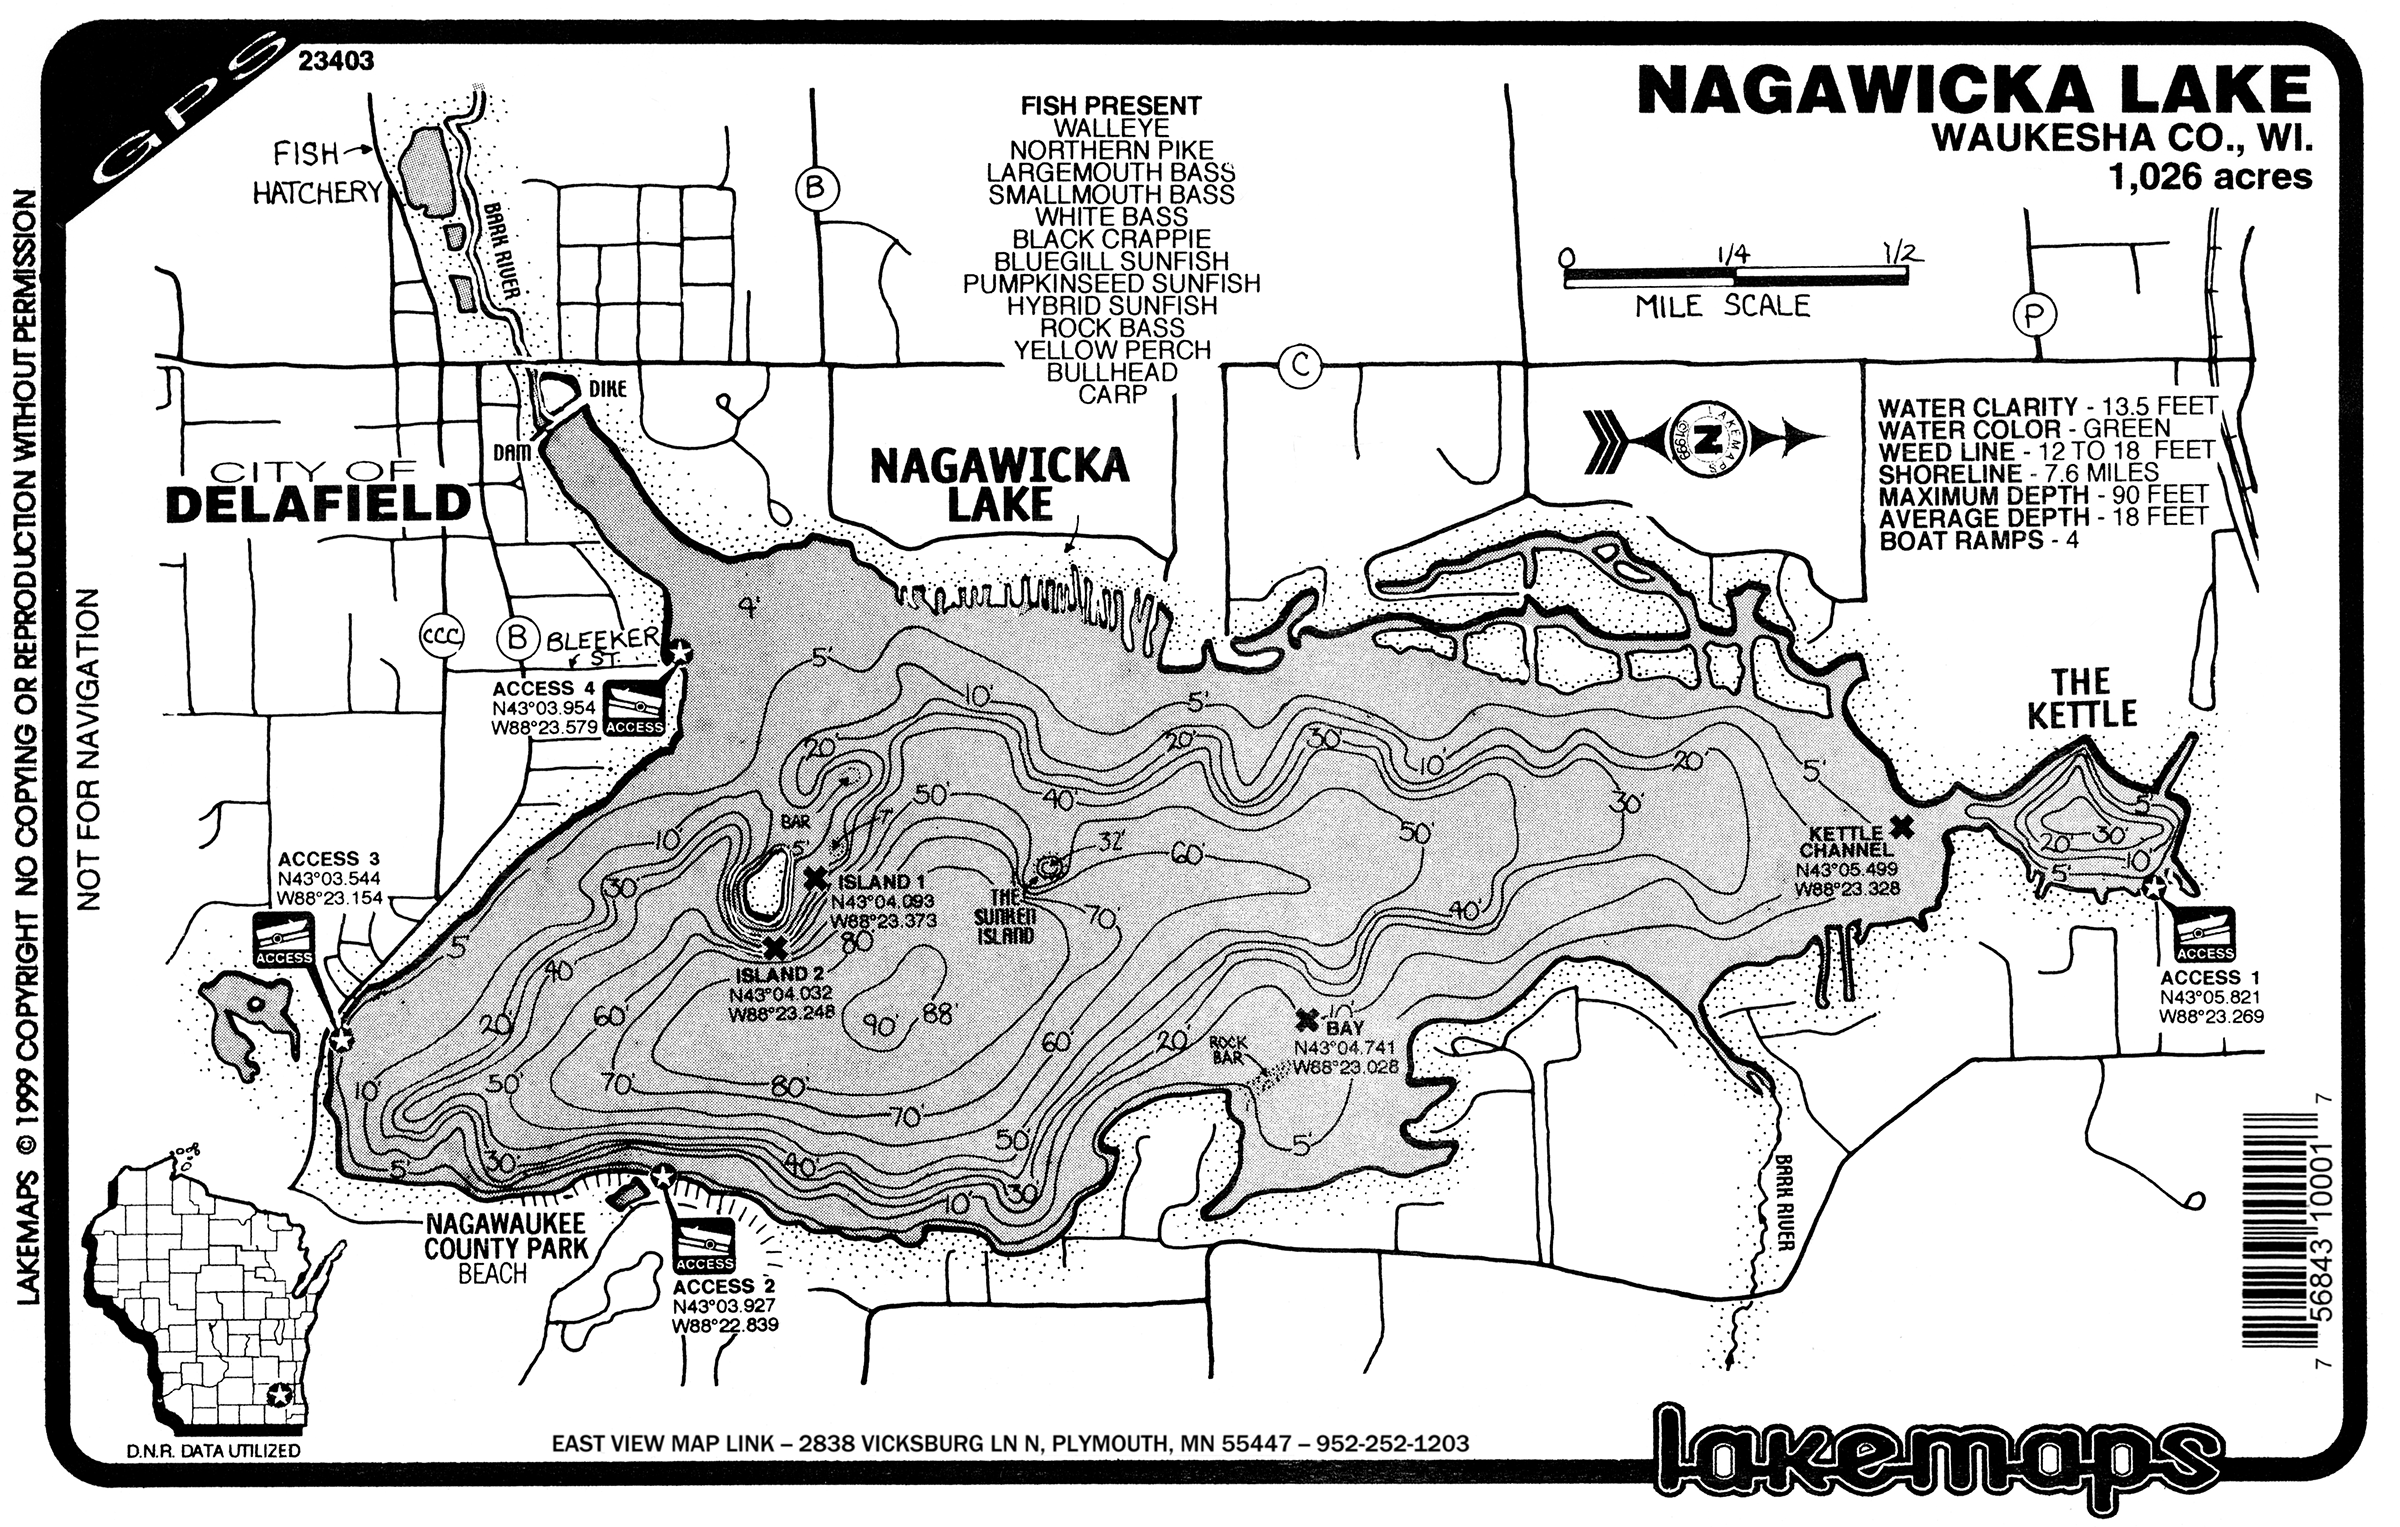 GPS
23403
NAGAWICKA LAKE
WAUKESHA CO., WI.
1,026 acres
FISH PRESENT
WALLEYE
NORTHERN PIKE
LARGEMOUTH BASS
SMALLMOUTH BASS
WHITE BASS
BLACK CRAPPIE
BLUEGILL SUNFISH
PUMPKINSEED SUNFISH
HYBRID SUNFISH
ROCK BASS
YELLOW PERCH
BULLHEAD
CARP
FISH
HATCHERY
BARK RIVER
B
0 1/4 1/2
MILE SCALE
P
C
DIKE
DAM
CITY OF
DELAFIELD
NAGAWICKA
LAKE
N
LAKEMAPS
©1993
WATER CLARITY - 13.5 FEET
WATER COLOR - GREEN
WEED LINE - 12 TO 18 FEET
SHORELINE - 7.6 MILES
MAXIMUM DEPTH - 90 FEET
AVERAGE DEPTH - 18 FEET
BOAT RAMPS - 4
LAKEMAPS © 1999 COPYRIGHT NO COPYING OR REPRODUCTION WITHOUT PERMISSION
NOT FOR NAVIGATION
CCC
B
BLEEKER
ST.
4'
5'
ACCESS 4
N43°03.954
W88°23.579
ACCESS
10'
5'
20'
20'
30'
10'
20'
5'
THE
KETTLE
50'
40'
30'
BAR
7'
5'
10'
50'
32'
60'
KETTLE
CHANNEL
N43°05.499
W88°23.328
5'
20'
30'
10'
5'
ACCESS 3
N43°03.544
W88°23.154
ACCESS
30'
ISLAND 1
N43°04.093
W88°23.373
THE
SUNKEN
ISLAND
70'
40'
80'
5'
40'
ISLAND 2
N43°04.032
W88°23.248
ACCESS
ACCESS 1
N43°05.821
W88°23.269
20'
60'
90'
88'
60'
20'
10'
BAY
N43°04.741
W88°23.028
ROCK
BAR
10'
50'
70'
80'
70'
50'
5'
5'
30'
40'
10'
30'
BARK RIVER
NAGAWAUKEE
COUNTY PARK
BEACH
ACCESS
ACCESS 2
N43°03.927
W88°22.839
7 56843 10001 7
D.N.R. DATA UTILIZED
EAST VIEW MAP LINK – 2838 VICKSBURG LN N, PLYMOUTH, MN 55447 – 952-252-1203
lakemaps